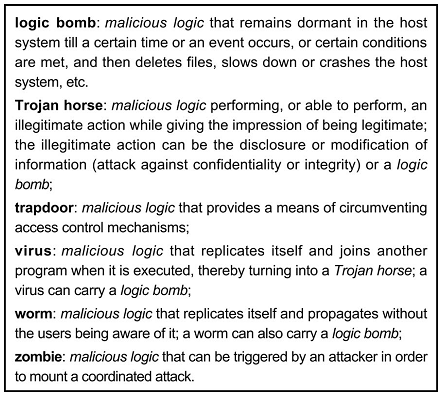 logic bomb: malicious logic that remains dormant in the host
system till a certain time or an event occurs, or certain conditions
are met, and then deletes files, slows down or crashes the host
system, etc.
Trojan horse: malicious logic performing, or able to perform, an
illegitimate action while giving the impression of being legitimate;
the illegitimate action can be the disclosure or modification of
information (attack against confidentiality or integrity) or a logic
bomb;
trapdoor: malicious logic that provides a means of circumventing
access control mechanisms;
virus: malicious logic that replicates itself and joins another
program when it is executed, thereby turning into a Trojan horse; a
virus can carry a logic bomb;
worm: malicious logic that replicates itself and propagates without
the users being aware of it; a worm can also carry a logic bomb;
zombie: malicious logic that can be triggered by an attacker in order
to mount a coordinated attack.